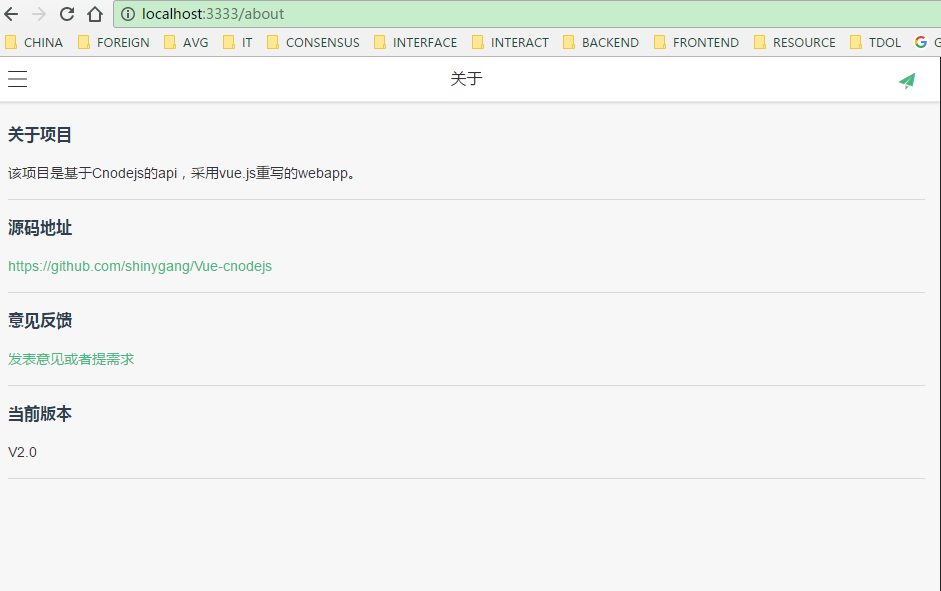 localhost:3333/about
CHINA FOREIGN AVG IT CONSENSUS INTERFACE INTERACT BACKEND FRONTEND RESOURCE TDOL G
关于
关于项目
该项目是基于Cnodejs的api，采用vue.js重写的webapp。
源码地址
https://github.com/shinygang/Vue-cnodejs
意见反馈
发表意见或者提需求
当前版本
V2.0